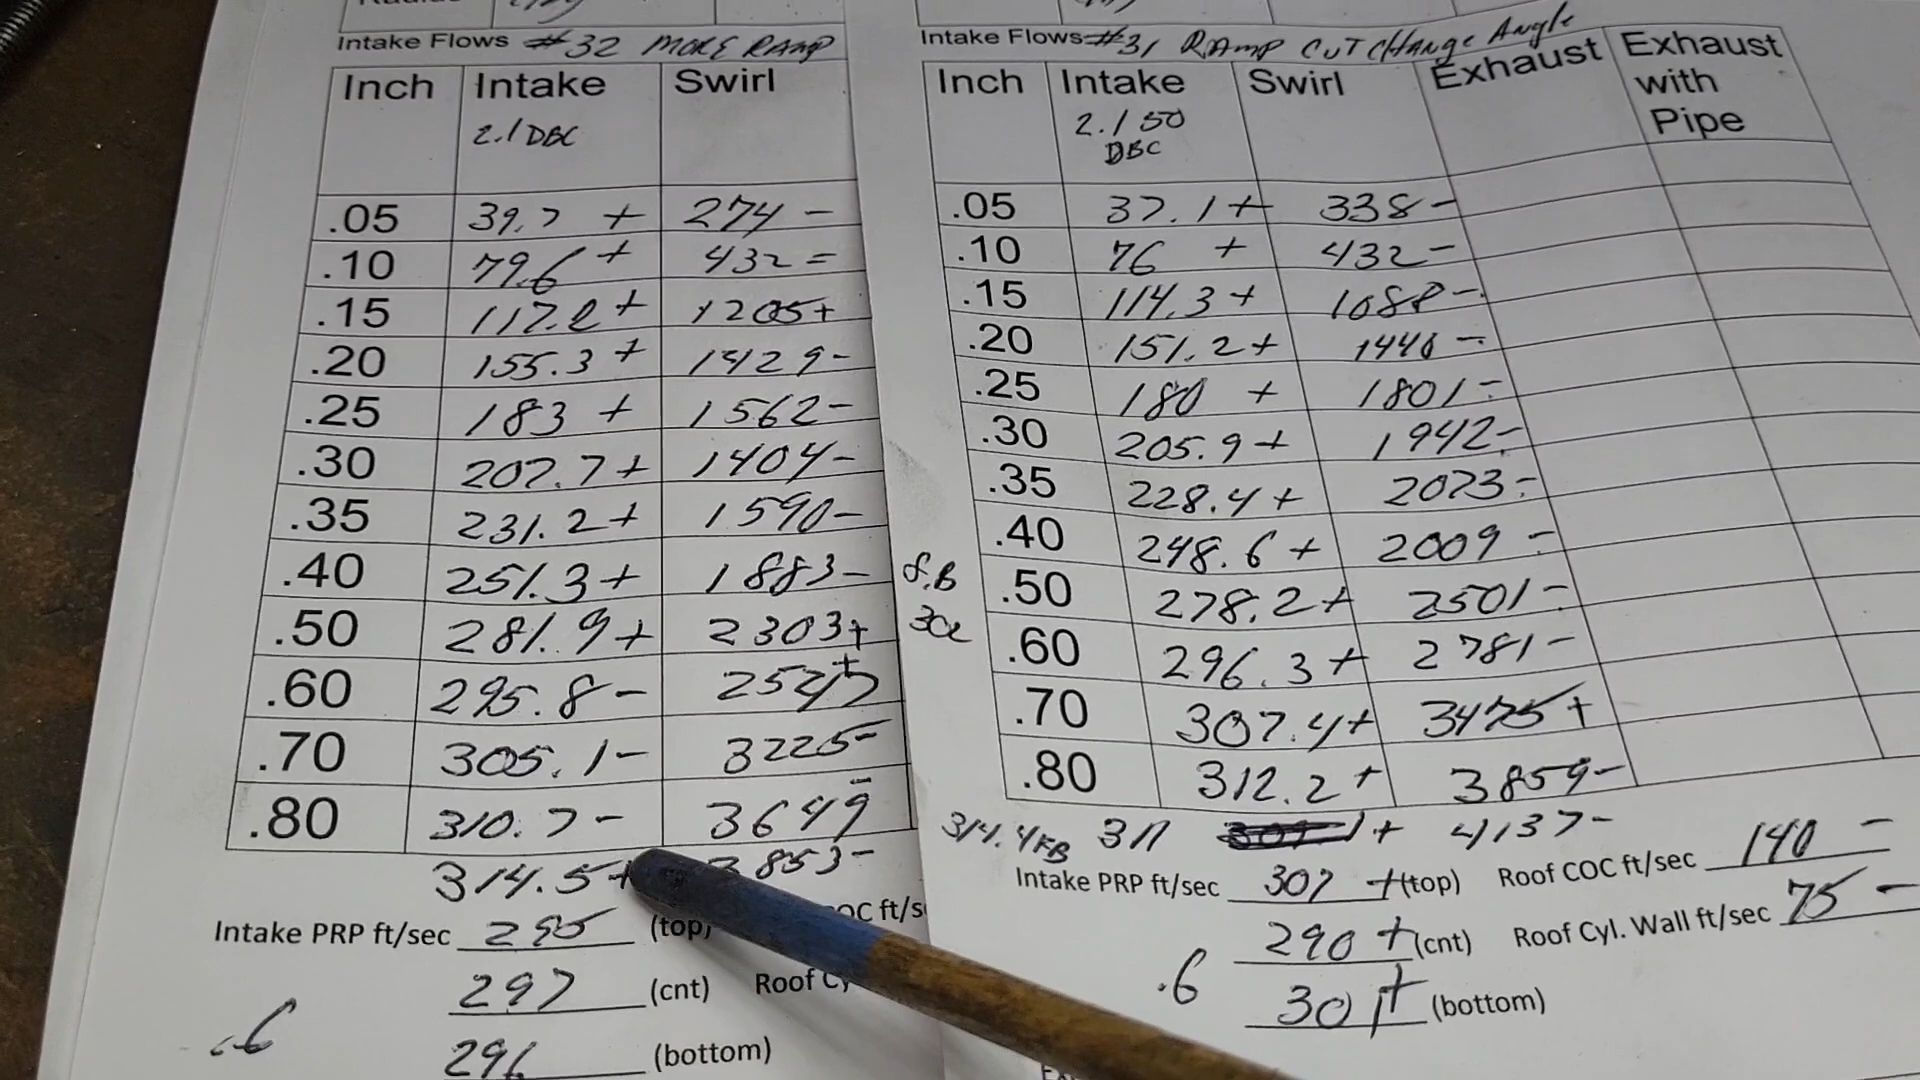 Intake Flows #32 MORE RAMP
Inch Intake Swirl
2.1 DBC
.05 39.7 + 274 -
.10 79.6 + 432 =
.15 117.2 + 1205+
.20 155.3 + 1429-
.25 183 + 1562-
.30 207.7+ 1404-
.35 231.2+ 1590-
.40 251.3+ 1883-
.50 281.9+ 2303+
.60 295.8-
.70 305.1- 3225-
.80 310.7- 3649-
314.5+ 853-
Intake PRP ft/sec 295 (top)
297 (cnt) Roof
.6
296 (bottom)
Intake Flows #31 RAMP CUT CHANGE Angle
Inch Intake Swirl Exhaust Exhaust with Pipe
2.150
DBC
.05 37.1+ 338-
.10 76 + 432-
.15 114.3+ 1088-
.20 151.2+ 1440-
.25 180 + 1801-
.30 205.9+ 1942-
.35 228.4+ 2023-
.40 248.6+ 2009-
.50 278.2+ 2501-
.60 296.3+ 2781-
.70 307.4+ 3475+
.80 312.2+ 3859-
314.4 + 4137-
Intake PRP ft/sec 307 +(top) Roof COC ft/sec 140 -
290 +(cnt) Roof Cyl. Wall ft/sec 75 -
.6
301+ (bottom)